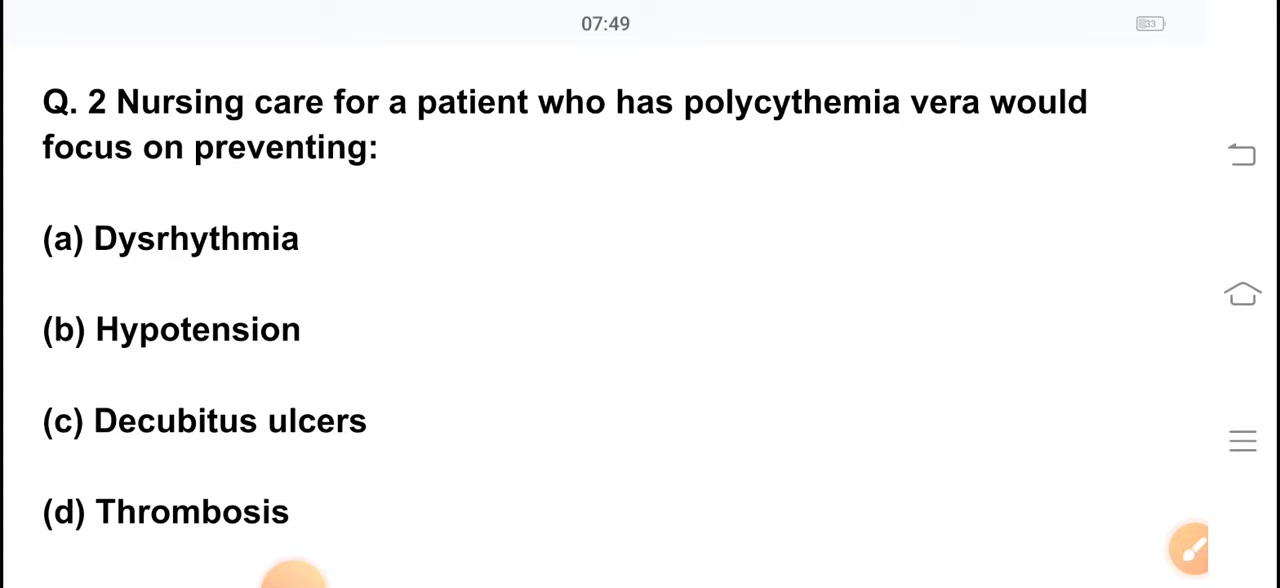 07:49
33
Q. 2 Nursing care for a patient who has polycythemia vera would
focus on preventing:
(a) Dysrhythmia
(b) Hypotension
(c) Decubitus ulcers
(d) Thrombosis